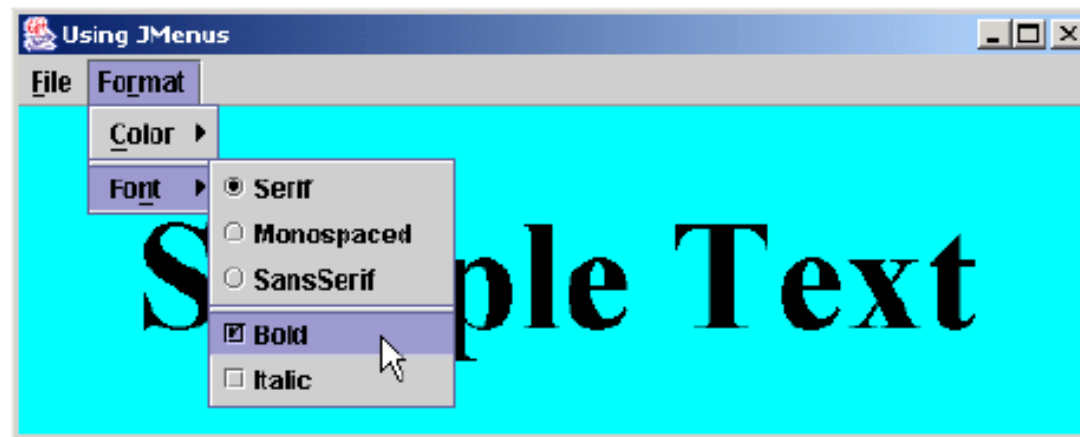 Using JMenus
File Format
Color
Font
Serif
Monospaced
SansSerif
Bold
Italic
S ple Text